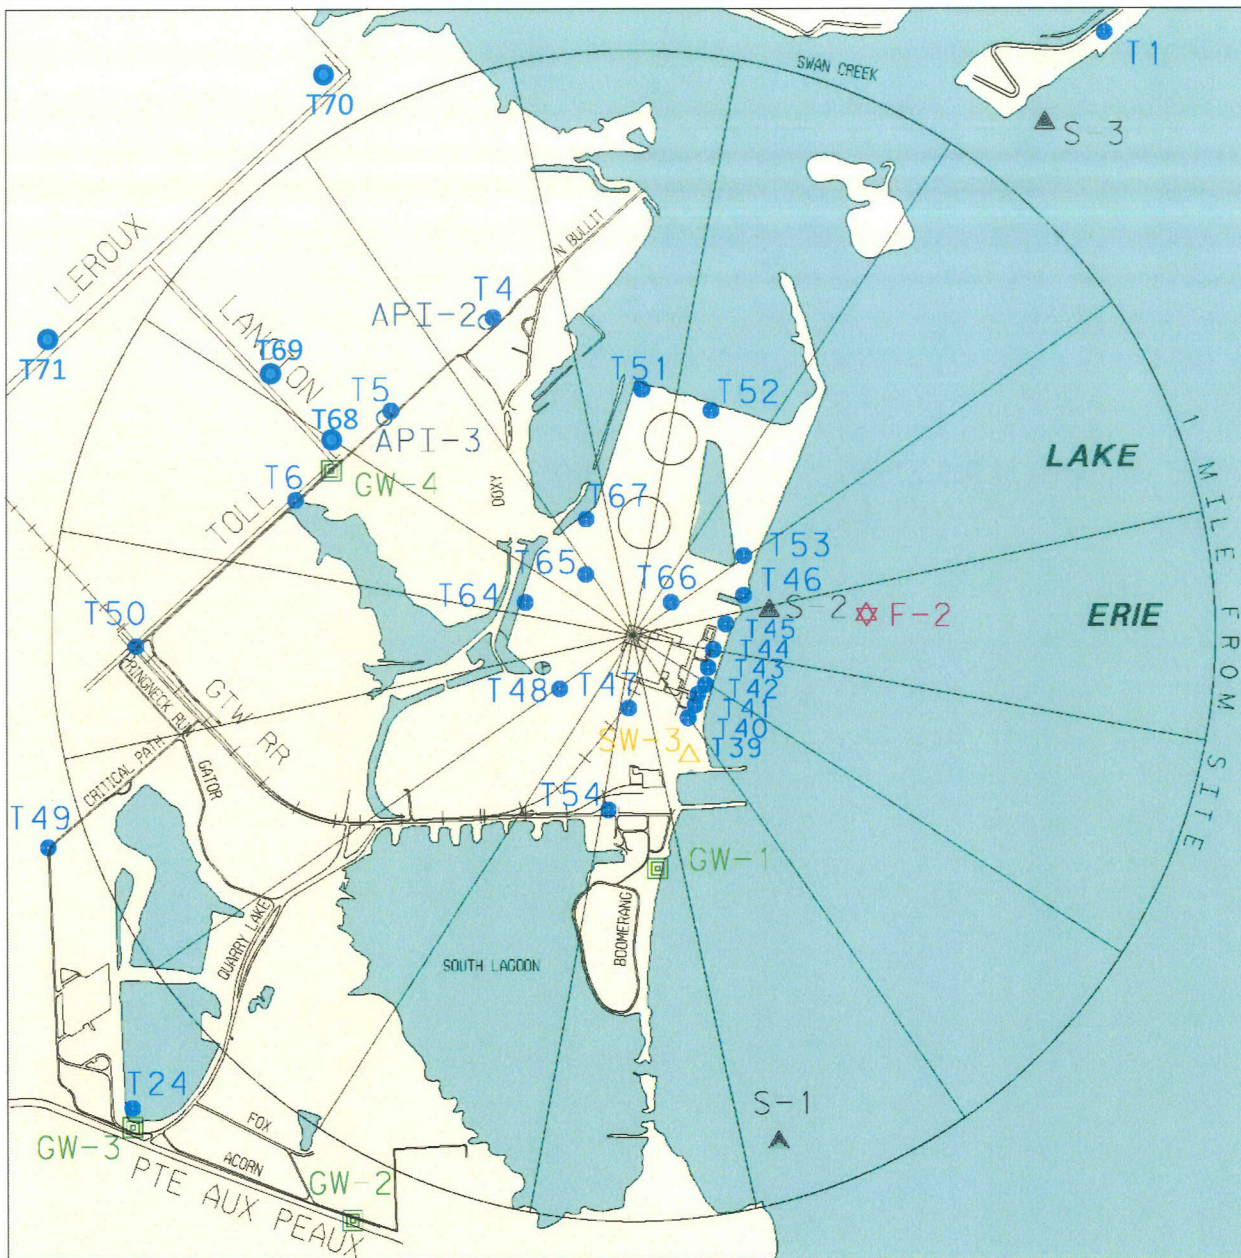 SWAN CREEK
T1
T70
S-3
LEROUX
N BULLIT
T4
API-2
LANGLON
T69
T71
T5
T51
T52
T68
API-3
1 MILE FROM SITE
LAKE
T6
GW-4
DOXY
TOLL
T67
T53
T65
T66
T46
T64
S-2
F-2
ERIE
T50
T45
T44
T43
RINGNECK RUN
GTW RR
T48
T47
T42
T41
T40
SW-3
T39
CRITICAL PATH
GATOR
T54
T49
GW-1
QUARRY LAKE
BOOMERANG
SOUTH LAGOON
T24
S-1
FOX
GW-3
ACORN
GW-2
PTE AUX PEAUX